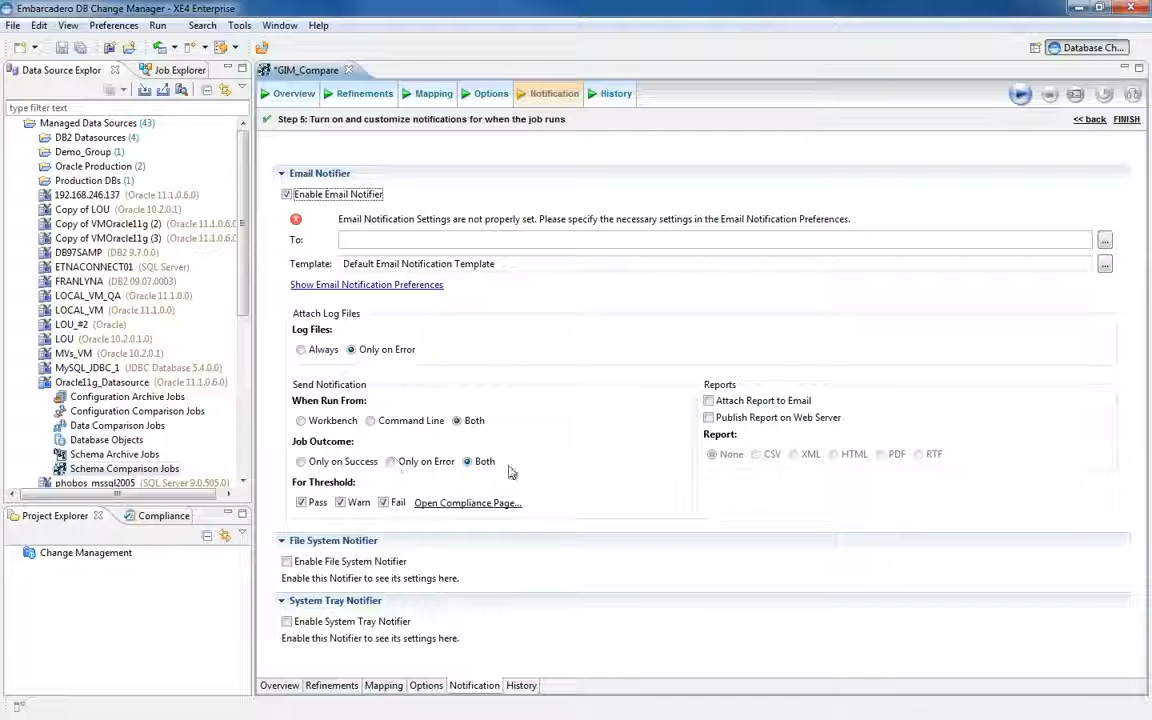 Embarcadero DB Change Manager - XE4 Enterprise
File Edit View Preferences Run Search Tools Window Help
Database Ch...
Data Source Explor Job Explorer
type filter text
Managed Data Sources (43)
DB2 Datasources (4)
Demo_Group (1)
Oracle Production (2)
Production DBs (1)
192.168.246.137 (Oracle 11.1.0.6.0)
Copy of LOU (Oracle 10.2.0.1)
Copy of VMOracle11g (2) (Oracle 11.1.0.6.0
Copy of VMOracle11g (3) (Oracle 11.1.0.6.0
DB97SAMP (DB2 9.7.0.0)
ETNACONNECT01 (SQL Server)
FRANLYNA (DB2 09.07.0003)
LOCAL_VM_QA (Oracle 11.1.0.0)
LOCAL_VM (Oracle 11.1.0.0)
LOU_#2 (Oracle)
LOU (Oracle 10.2.0.1.0)
MVs_VM (Oracle 10.2.0.1)
MySQL_JDBC_1 (JDBC Database 5.4.0.0)
Oracle11g_Datasource (Oracle 11.1.0.6.0)
Configuration Archive Jobs
Configuration Comparison Jobs
Data Comparison Jobs
Database Objects
Schema Archive Jobs
Schema Comparison Jobs
phobos_mssql2005 (SQL Server 9.0.505.0)
Project Explorer Compliance
Change Management
*GIM_Compare
Overview Refinements Mapping Options Notification History
Step 5: Turn on and customize notifications for when the job runs
<< back FINISH
Email Notifier
Enable Email Notifier
Email Notification Settings are not properly set. Please specify the necessary settings in the Email Notification Preferences.
To:
...
Template: Default Email Notification Template
...
Show Email Notification Preferences
Attach Log Files
Log Files:
Always Only on Error
Send Notification
When Run From:
Workbench Command Line Both
Job Outcome:
Only on Success Only on Error Both
For Threshold:
Pass Warn Fail Open Compliance Page...
Reports
Attach Report to Email
Publish Report on Web Server
Report:
None CSV XML HTML PDF RTF
File System Notifier
Enable File System Notifier
Enable this Notifier to see its settings here.
System Tray Notifier
Enable System Tray Notifier
Enable this Notifier to see its settings here.
Overview Refinements Mapping Options Notification History